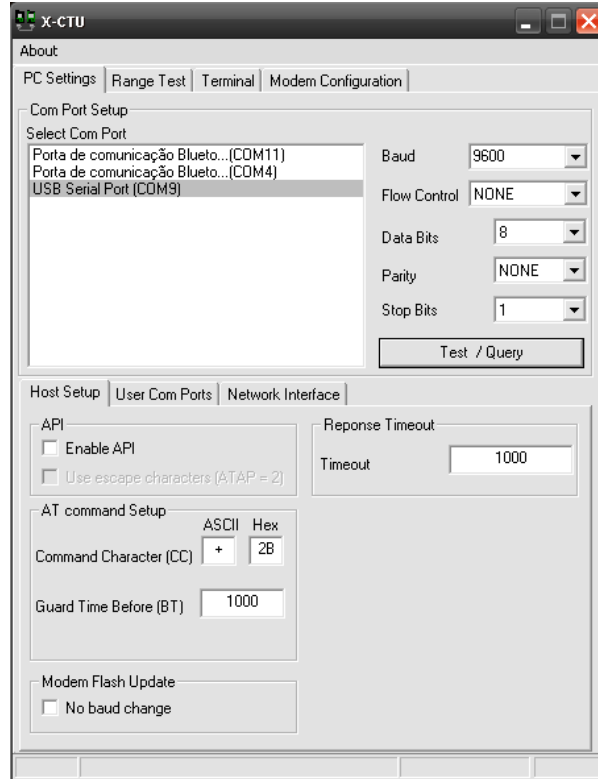 X-CTU
About
PC Settings Range Test Terminal Modem Configuration
Com Port Setup
Select Com Port
Porta de comunicação Blueto...(COM11)
Porta de comunicação Blueto...(COM4)
USB Serial Port (COM9)
Baud 9600
Flow Control NONE
Data Bits 8
Parity NONE
Stop Bits 1
Test / Query
Host Setup User Com Ports Network Interface
API
Enable API
Use escape characters (ATAP = 2)
Reponse Timeout
Timeout 1000
AT command Setup
ASCII Hex
Command Character (CC) + 2B
Guard Time Before (BT) 1000
Modem Flash Update
No baud change